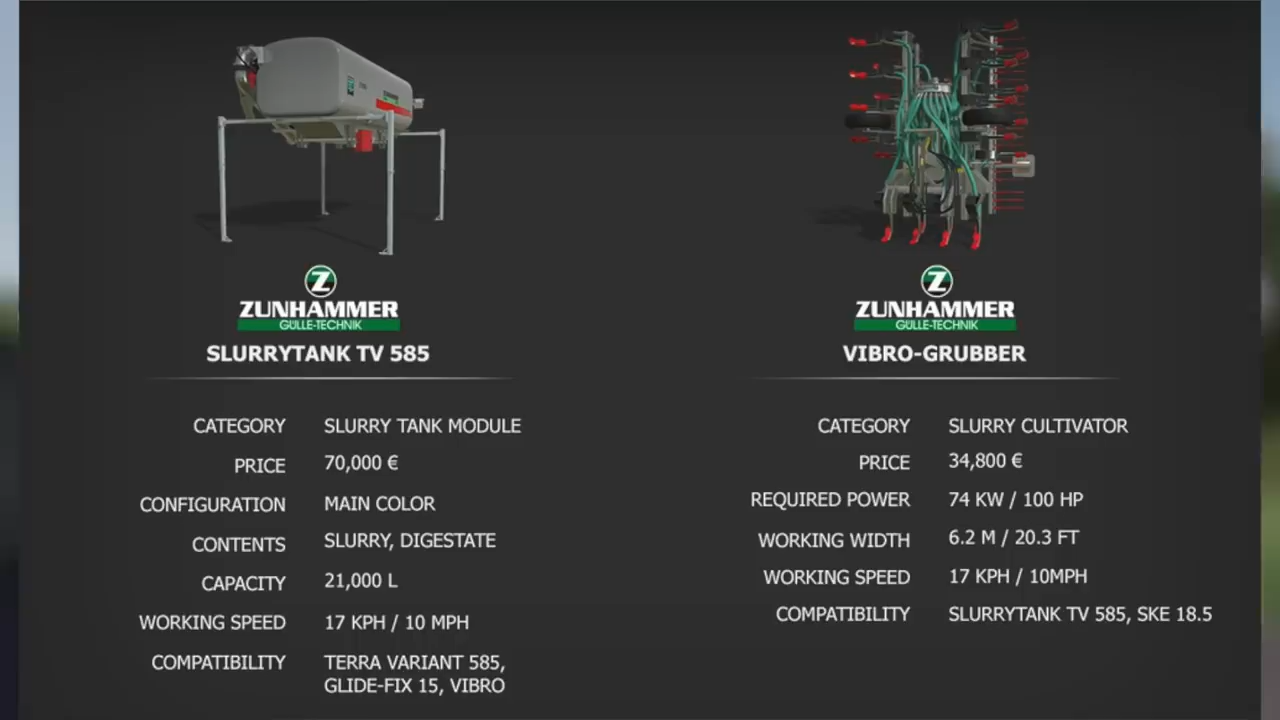 Z
ZUNHAMMER
GÜLLE-TECHNIK
SLURRYTANK TV 585
CATEGORY SLURRY TANK MODULE
PRICE 70,000 €
CONFIGURATION MAIN COLOR
CONTENTS SLURRY, DIGESTATE
CAPACITY 21,000 L
WORKING SPEED 17 KPH / 10 MPH
COMPATIBILITY TERRA VARIANT 585,
GLIDE-FIX 15, VIBRO
Z
ZUNHAMMER
GÜLLE-TECHNIK
VIBRO-GRUBBER
CATEGORY SLURRY CULTIVATOR
PRICE 34,800 €
REQUIRED POWER 74 KW / 100 HP
WORKING WIDTH 6.2 M / 20.3 FT
WORKING SPEED 17 KPH / 10MPH
COMPATIBILITY SLURRYTANK TV 585, SKE 18.5